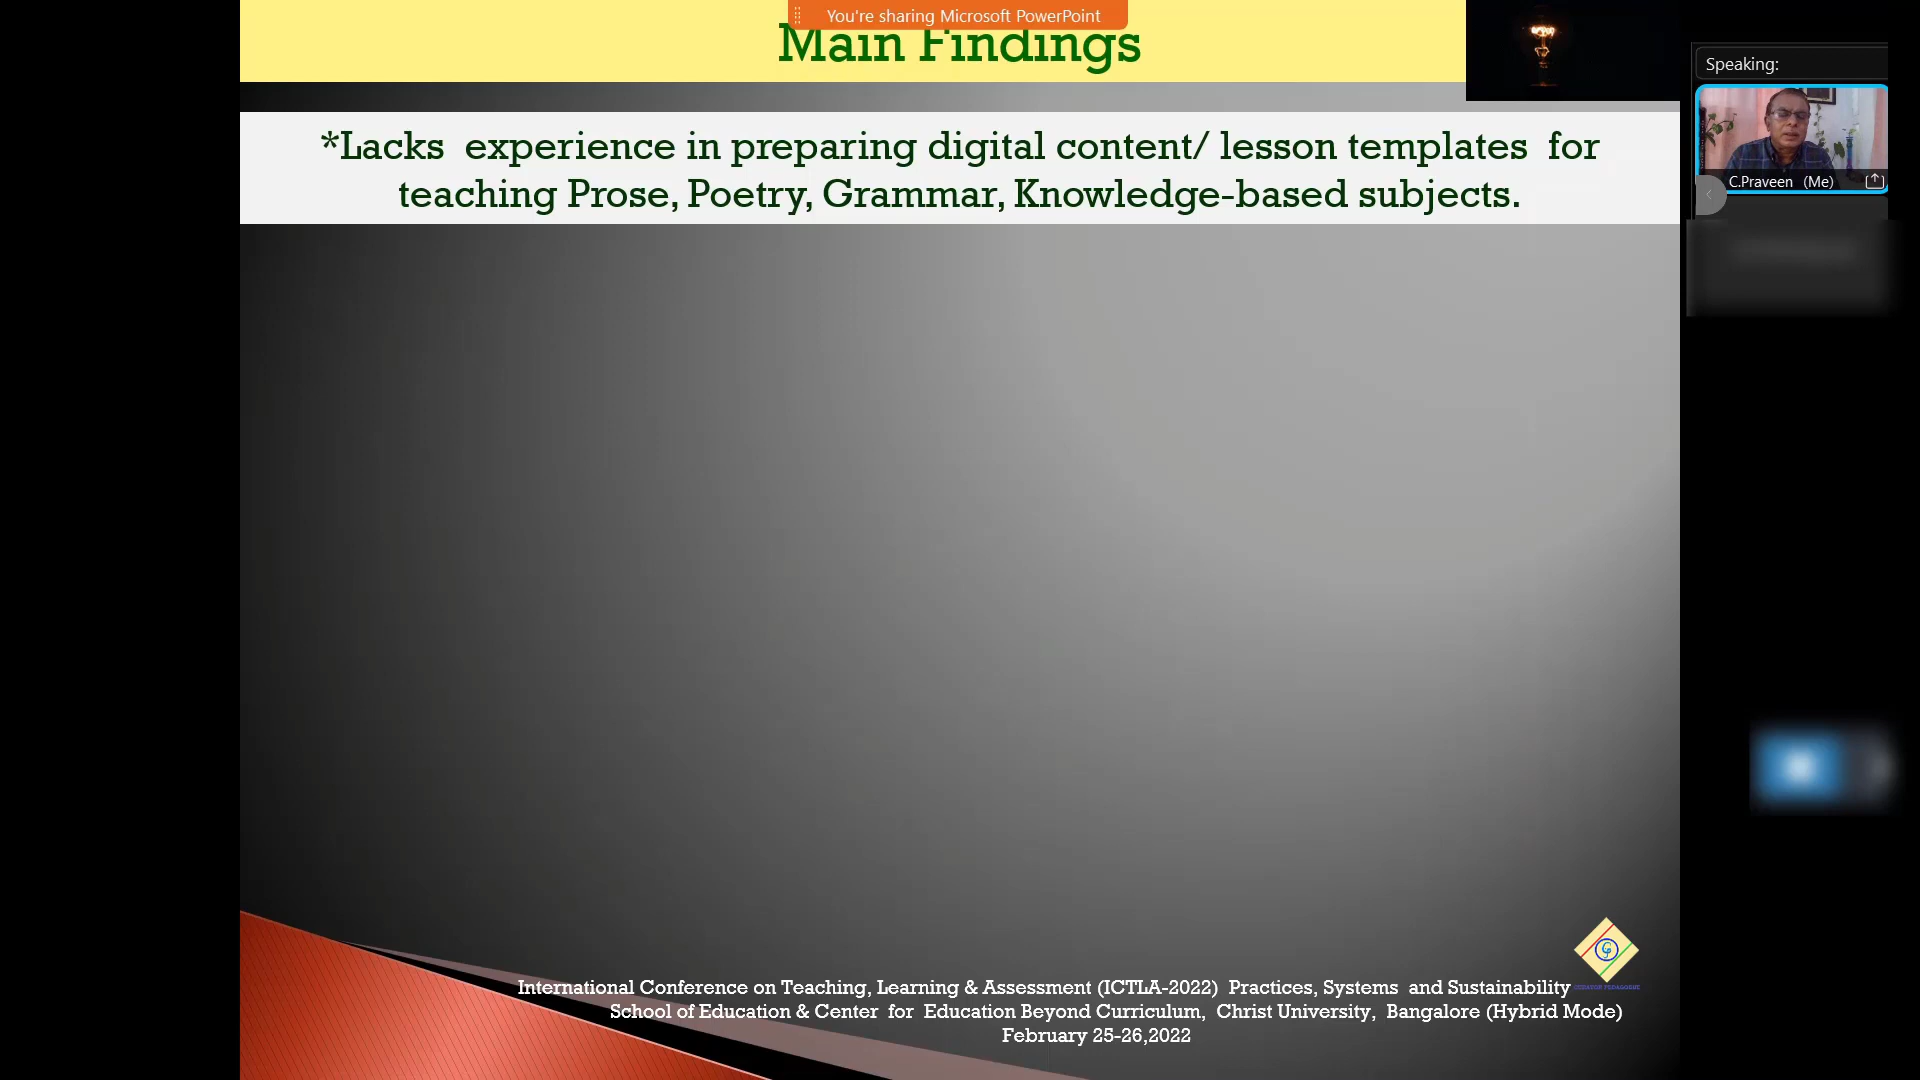 You're sharing Microsoft PowerPoint
Main Findings
Speaking:
*Lacks experience in preparing digital content/ lesson templates for
teaching Prose, Poetry, Grammar, Knowledge-based subjects.
C.Praveen (Me)
International Conference on Teaching, Learning & Assessment (ICTLA-2022) Practices, Systems and Sustainability
School of Education & Center for Education Beyond Curriculum, Christ University, Bangalore (Hybrid Mode)
February 25-26,2022